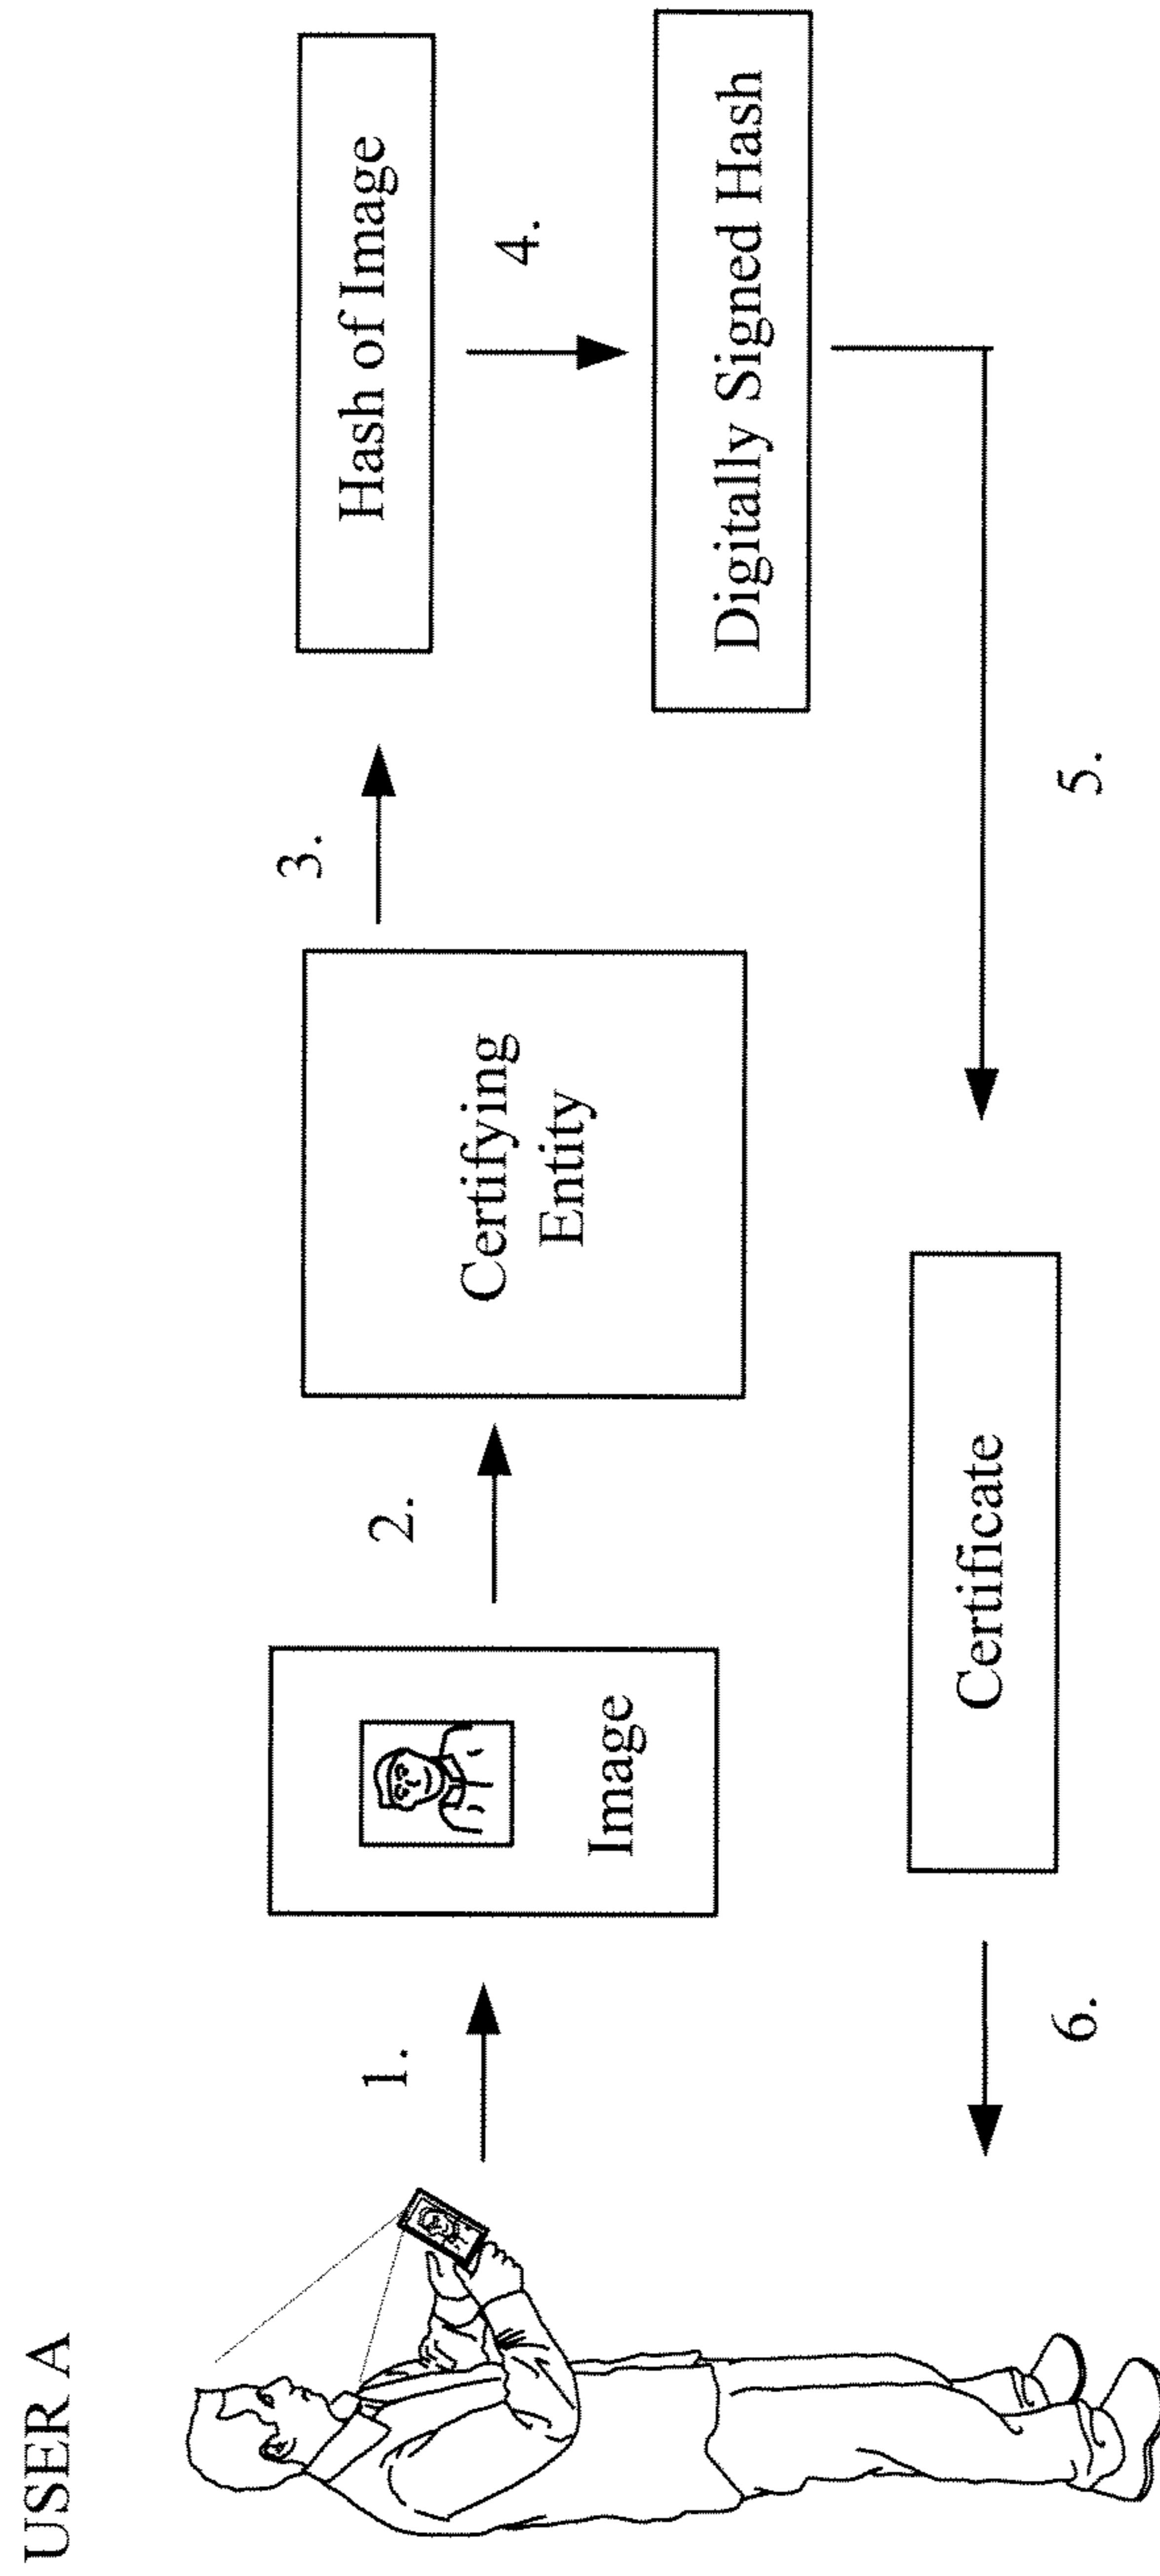 USER A
1.
Image
2.
Certifying
Entity
3.
Hash of Image
4.
Digitally Signed Hash
5.
Certificate
6.